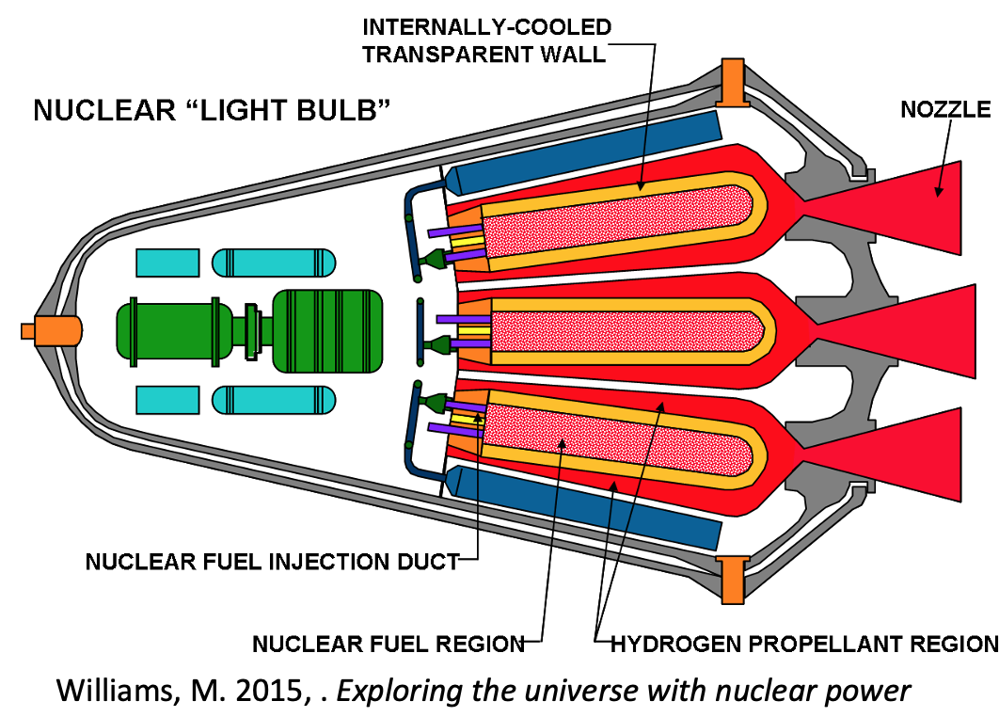 INTERNALLY-COOLED
TRANSPARENT WALL
NUCLEAR “LIGHT BULB”
NOZZLE
NUCLEAR FUEL INJECTION DUCT
NUCLEAR FUEL REGION
HYDROGEN PROPELLANT REGION
Williams, M. 2015, . Exploring the universe with nuclear power